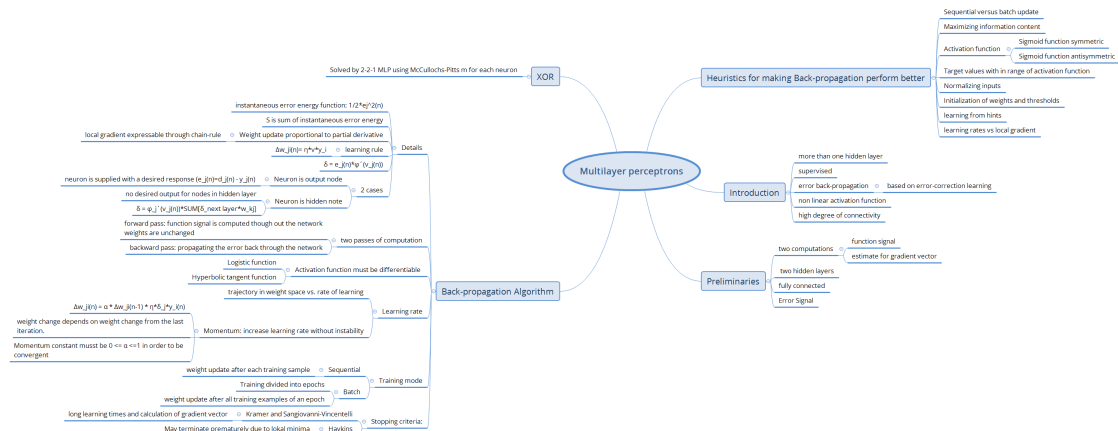 Multilayer perceptrons
XOR
Solved by 2-2-1 MLP using McCullochs-Pitts m for each neuron
Back-propagation Algorithm
Details
instantaneous error energy function: 1/2*ej^2(n)
S is sum of instantaneous error energy
Weight update proportional to partial derivative
local gradient expressable through chain-rule
learning rule
Δw_ji(n)= η*v*y_i
δ = e_j(n)*φ´(v_j(n))
2 cases
Neuron is output node
neuron is supplied with a desired response (e_j(n)=d_j(n) - y_j(n)
Neuron is hidden note
no desired output for nodes in hidden layer
δ = φ_j´(v_j(n))*SUM[δ_next layer*w_kj]
two passes of computation
forward pass: function signal is computed though out the network
weights are unchanged
backward pass: propagating the error back through the network
Activation function must be differentiable
Logistic function
Hyperbolic tangent function
Learning rate
trajectory in weight space vs. rate of learning
Momentum: increase learning rate without instability
Δw_ji(n) = α * Δw_ji(n-1) * η*δ_j*y_i(n)
weight change depends on weight change from the last
iteration.
Momentum constant musst be 0 <= α <=1 in order to be
convergent
Training mode
Sequential
weight update after each training sample
Batch
Training divided into epochs
weight update after all training examples of an epoch
Stopping criteria:
Kramer and Sangiovanni-Vincentelli
long learning times and calculation of gradient vector
Haykins
May terminate prematurely due to lokal minima
Heuristics for making Back-propagation perform better
Sequential versus batch update
Maximizing information content
Activation function
Sigmoid function symmetric
Sigmoid function antisymmetric
Target values with in range of activation function
Normalizing inputs
Initialization of weights and thresholds
learning from hints
learning rates vs local gradient
Introduction
more than one hidden layer
supervised
error back-propagation
based on error-correction learning
non linear activation function
high degree of connectivity
Preliminaries
two computations
function signal
estimate for gradient vector
two hidden layers
fully connected
Error Signal